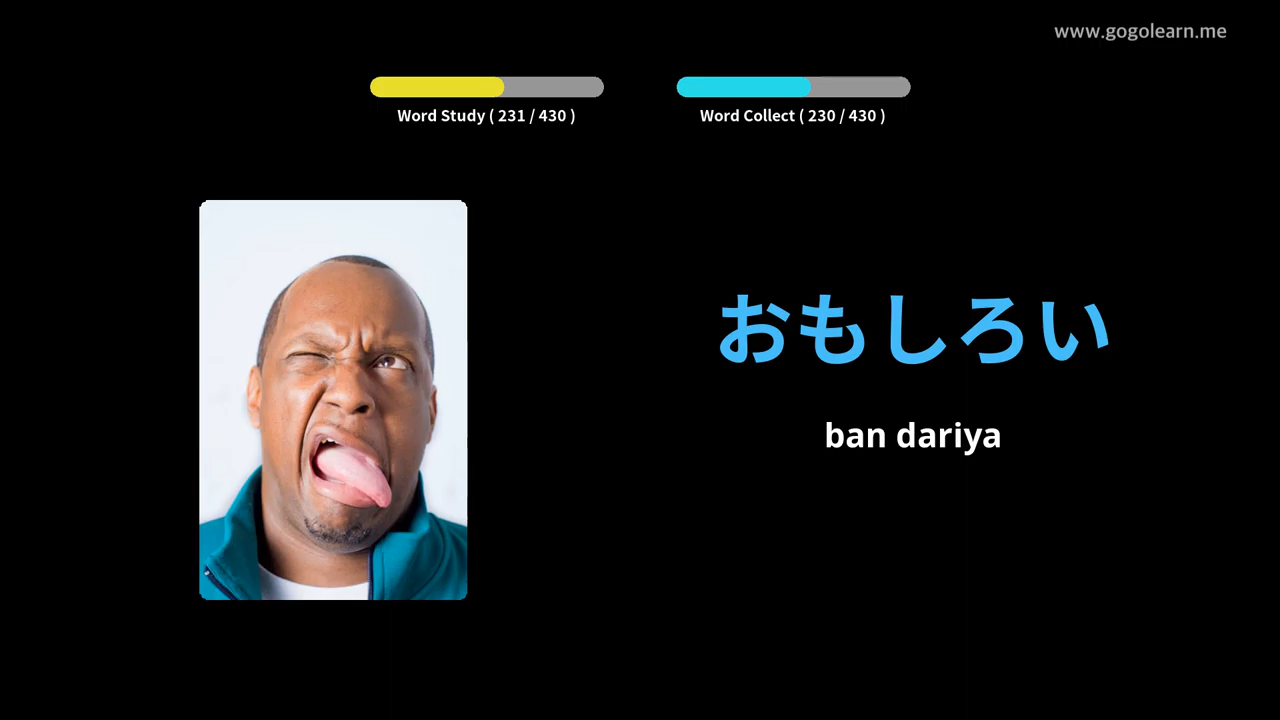 www.gogolearn.me
Word Study ( 231 / 430 )
Word Collect ( 230 / 430 )
おもしろい
ban dariya